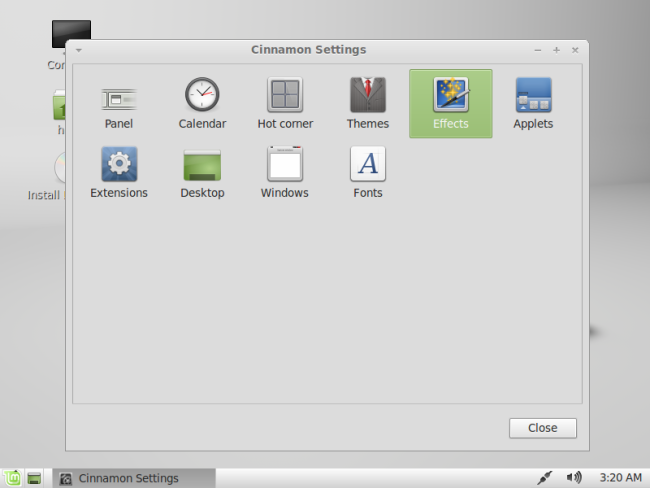 Cinnamon Settings
Panel
Calendar
Hot corner
Themes
Effects
Applets
Extensions
Desktop
Windows
Fonts
A
Close
Install
Cinnamon Settings
3:20 AM